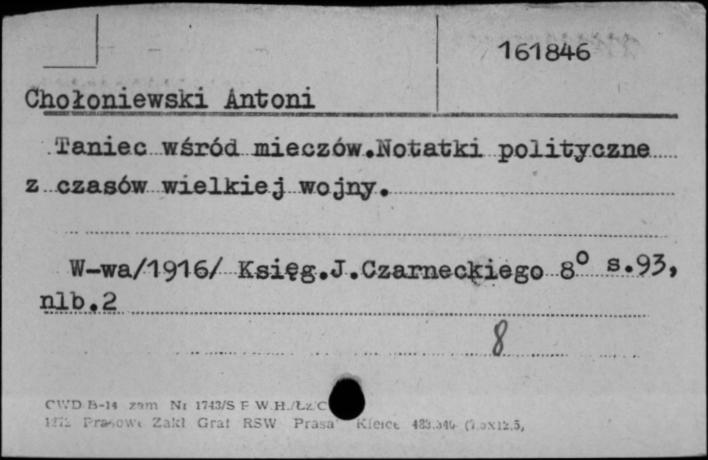 161846
Chołoniewski Antoni
Taniec wśród mieczów.Notatki polityczne
z czasów wielkiej wojny.
W-wa/1916/ Księg.J.Czarneckiego 8° s.93,
nlb.2
8
CWD B-14 zam Nr 1743/S F W.H./Łz/C
Zakł Graf RSW Prasa Kielce